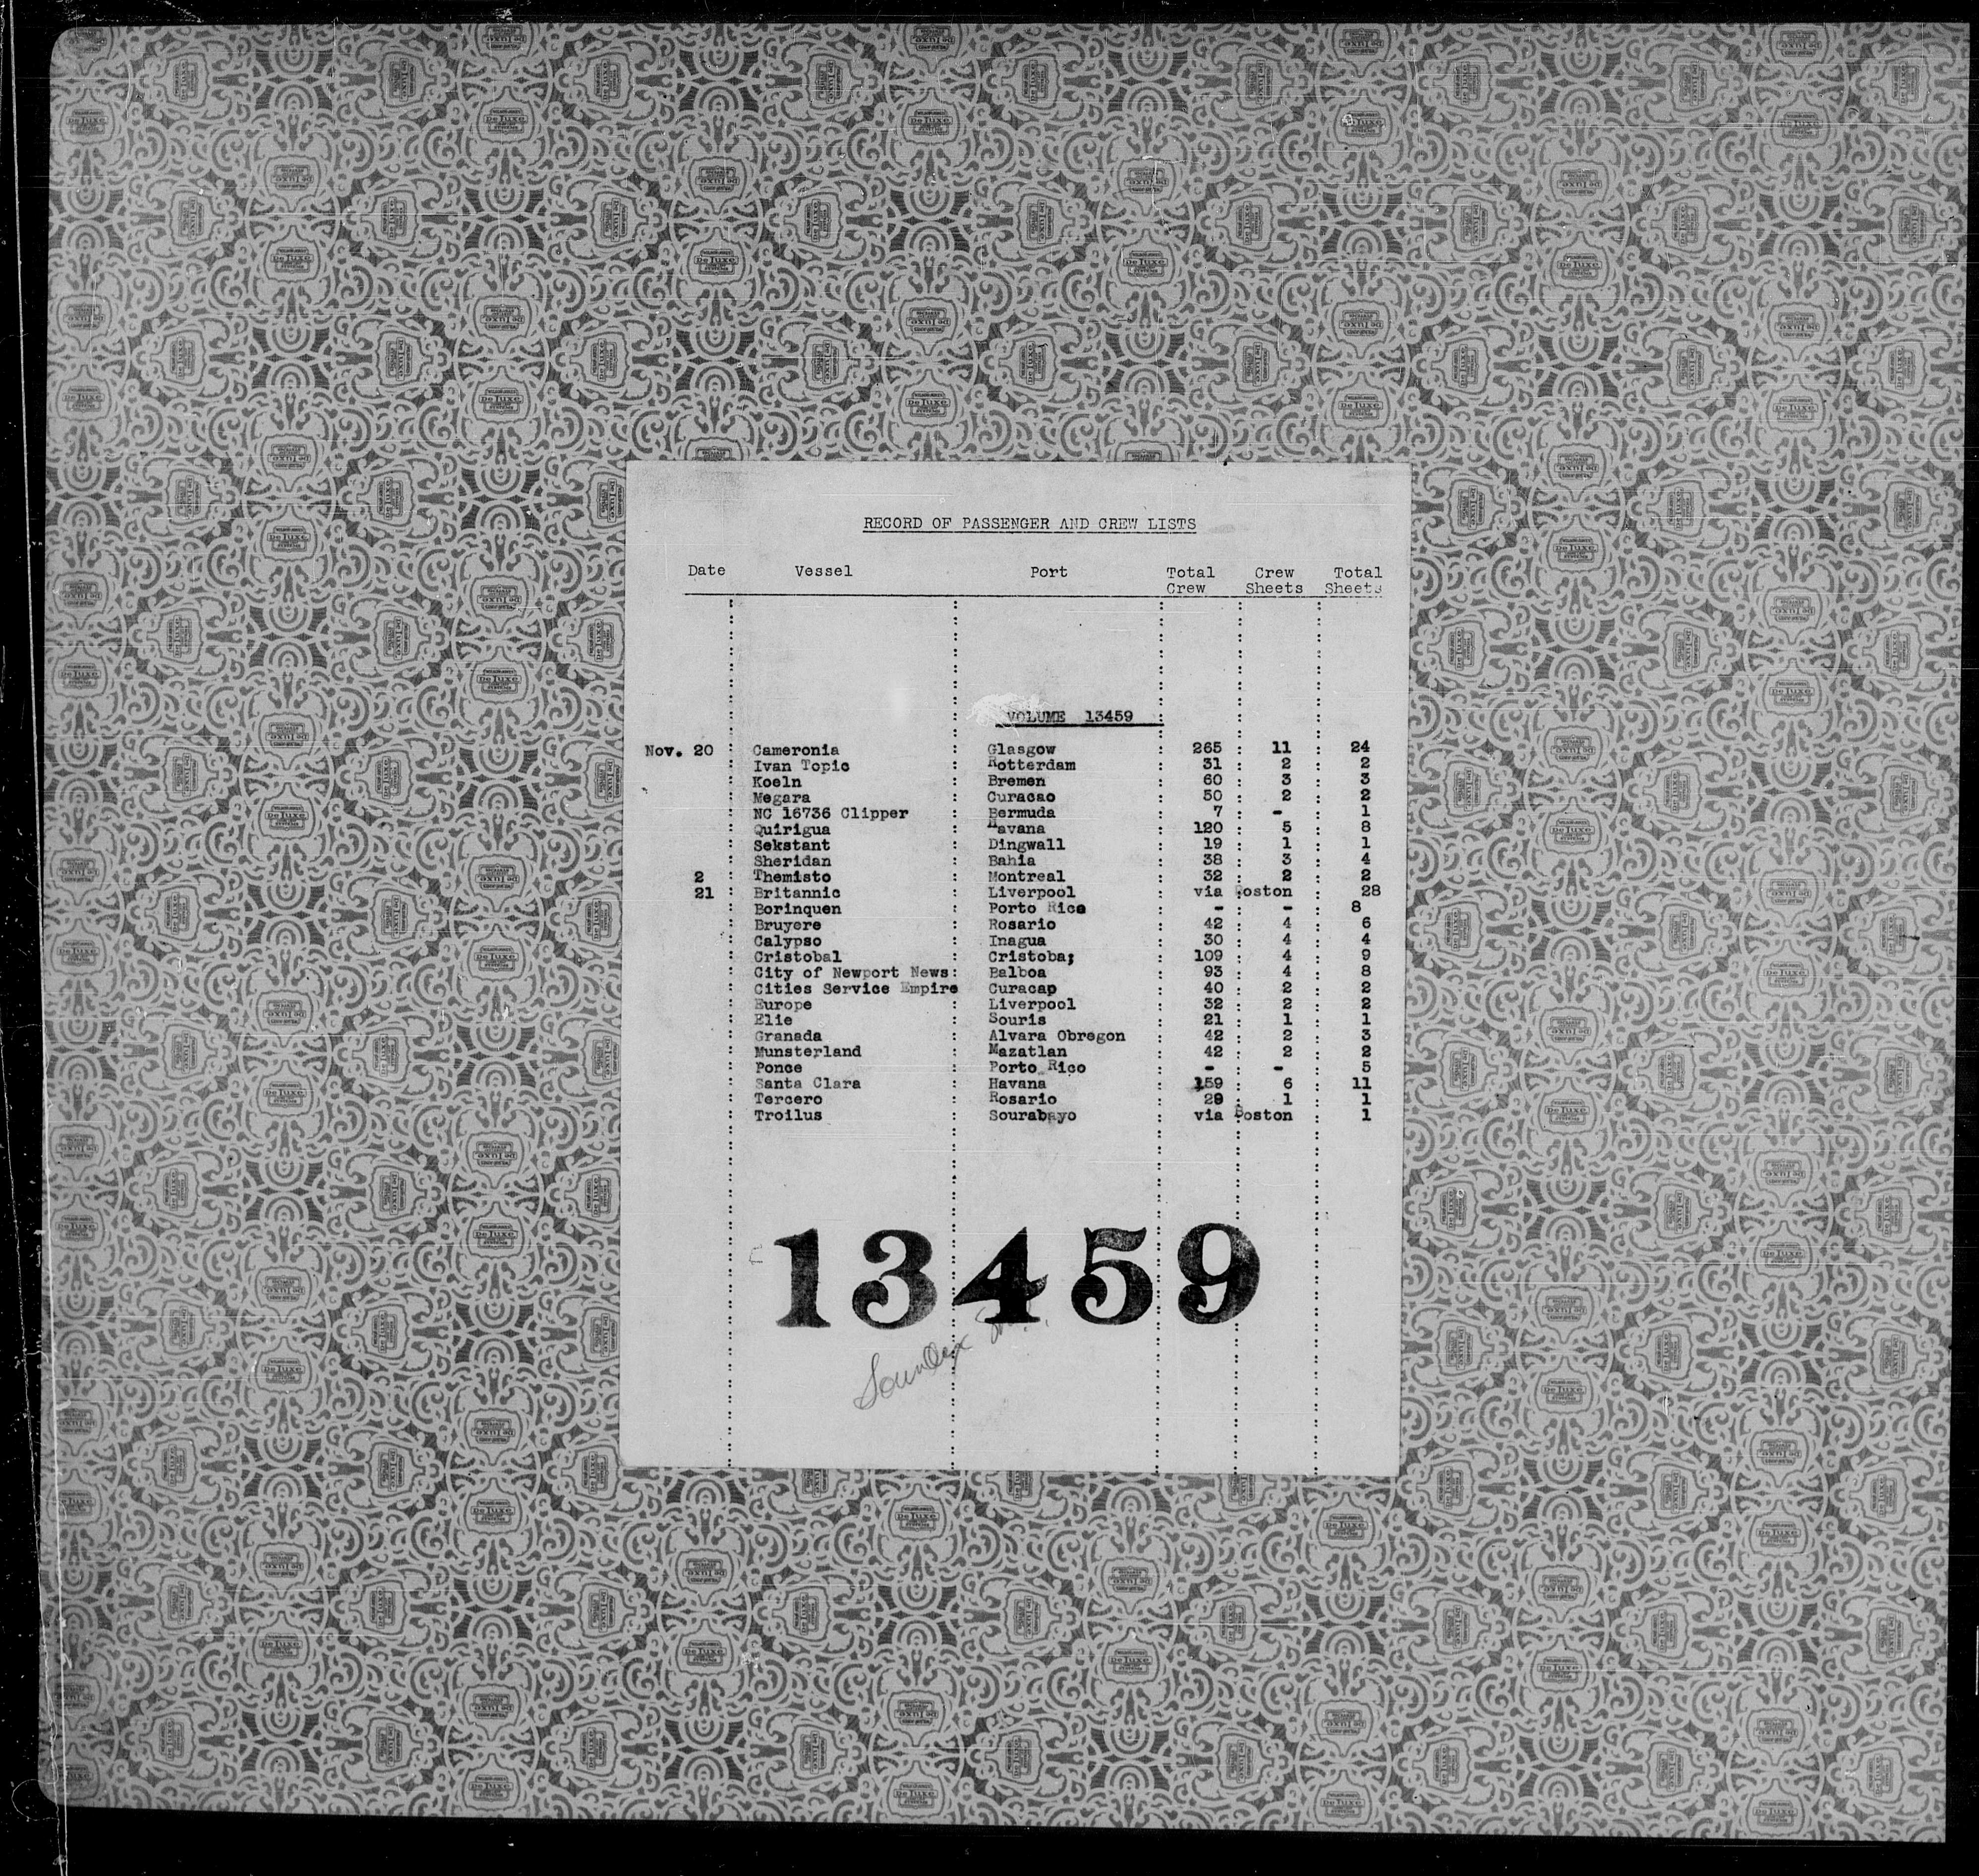 RECORD OF PASSENGER AND CREW LISTS
Date Vessel Port Total Crew Crew Sheets Total Sheets
VOLUME 13459
Nov. 20 : Cameronia : Glasgow : 265 : 11 : 24
: Ivan Topic : Rotterdam : 31 : 2 : 2
: Koeln : Bremen : 60 : 3 : 3
: Megara : Curacao : 50 : 2 : 2
: NC 16736 Clipper : Bermuda : 7 : - : 1
: Quirigua : Havana : 120 : 5 : 8
: Sekstant : Dingwall : 19 : 1 : 1
: Sheridan : Bahia : 38 : 3 : 4
2 : Themisto : Montreal : 32 : 2 : 2
21 : Britannic : Liverpool : via Boston : 28
: Borinquen : Porto Rico : - : - : 8
: Bruyere : Rosario : 42 : 4 : 6
: Calypso : Inagua : 30 : 4 : 4
: Cristobal : Cristoba; : 109 : 4 : 9
: City of Newport News: Balboa : 93 : 4 : 8
: Cities Service Empire Curacap : 40 : 2 : 2
: Europe : Liverpool : 32 : 2 : 2
: Elie : Souris : 21 : 1 : 1
: Granada : Alvara Obregon : 42 : 2 : 3
: Munsterland : Mazatlan : 42 : 2 : 2
: Ponce : Porto Rico : - : - : 5
: Santa Clara : Havana : 159 : 6 : 11
: Tercero : Rosario : 29 : 1 : 1
: Troilus : Sourabayo : via Boston : 1
13459
Soundex